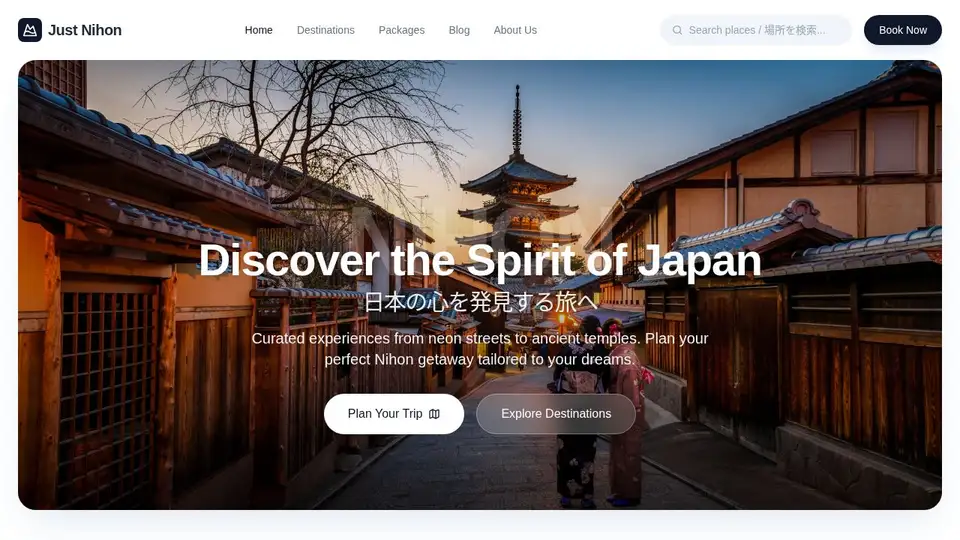 Just Nihon
Home
Destinations
Packages
Blog
About Us
Search places / 場所を検索...
Book Now
NIHON
Discover the Spirit of Japan
日本の心を発見する旅へ
Curated experiences from neon streets to ancient temples. Plan your
perfect Nihon getaway tailored to your dreams.
Plan Your Trip
Explore Destinations